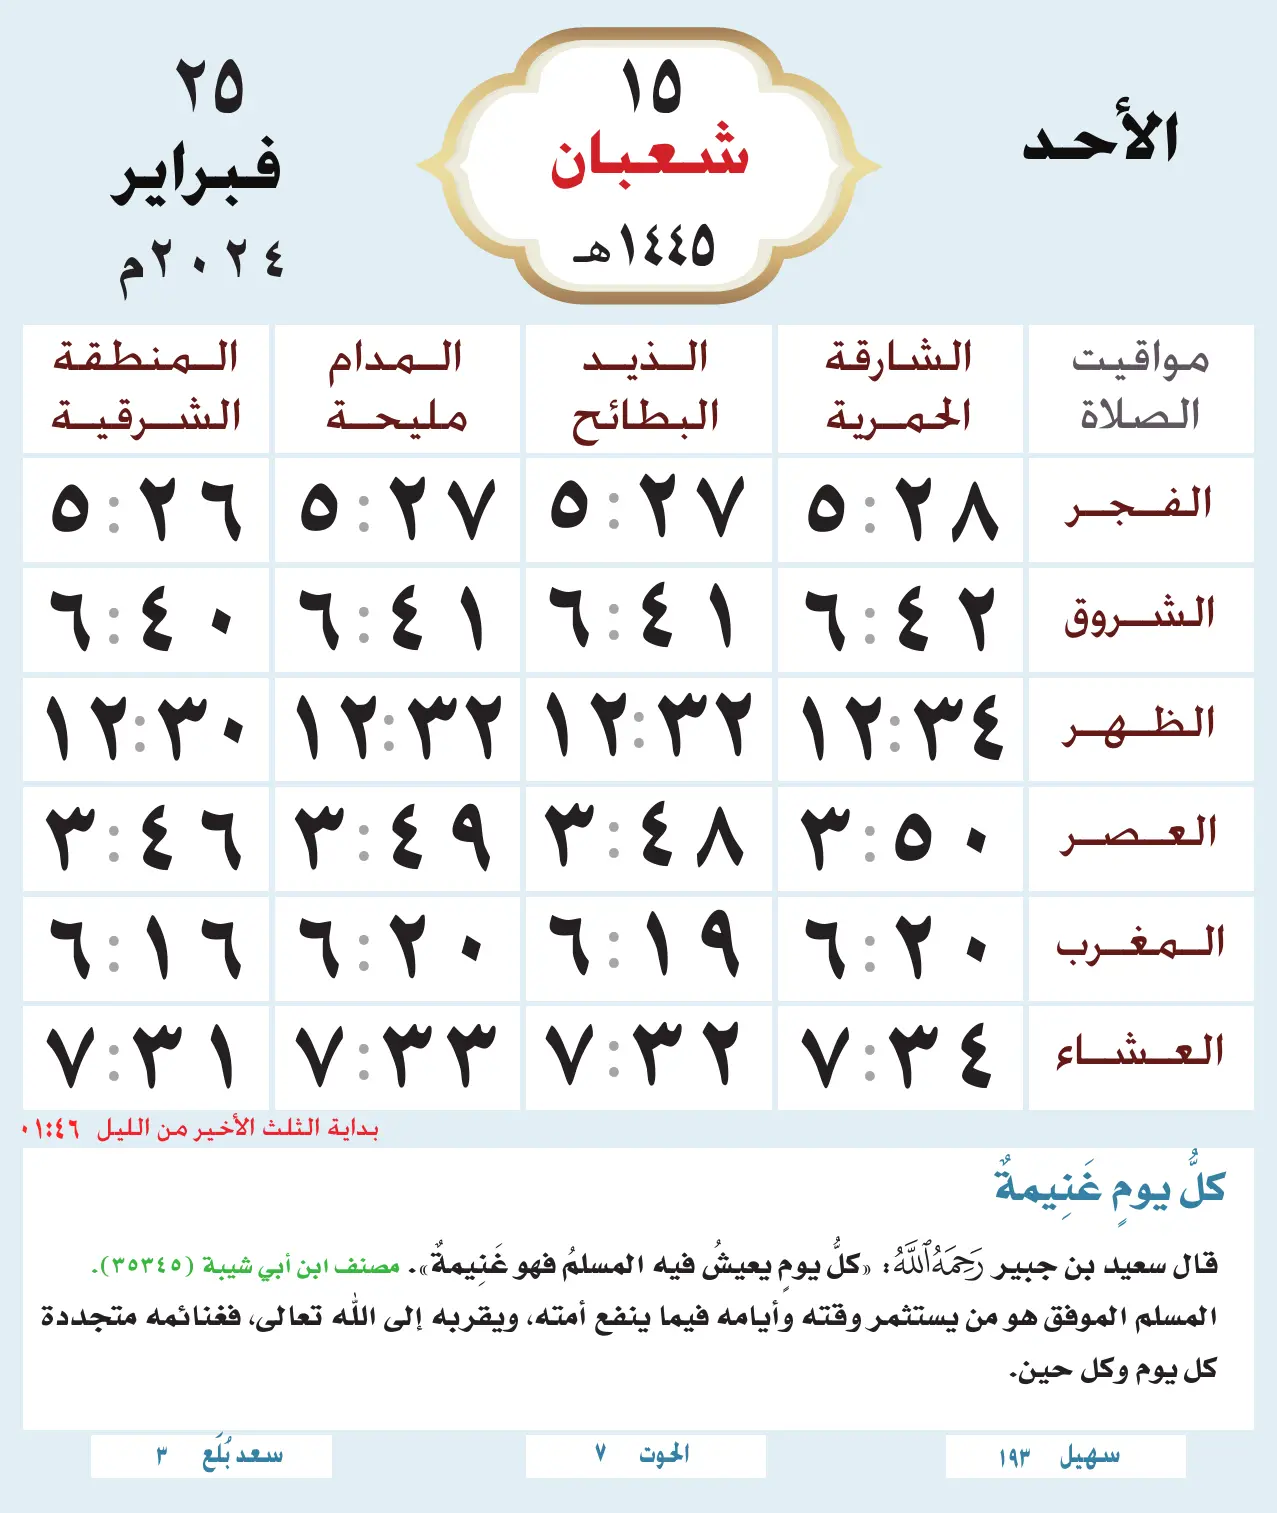 الأحد
١٥
شعبان
١٤٤٥هـ
٢٥
فبراير
٢٠٢٤م
مواقيت الصلاة | الشارقة الحمرية | الذيد البطائح | المدام مليحة | المنطقة الشرقية
الفجر ٥:٢٨ ٥:٢٧ ٥:٢٧ ٥:٢٦
الشروق ٦:٤٢ ٦:٤١ ٦:٤١ ٦:٤٠
الظهر ١٢:٣٤ ١٢:٣٢ ١٢:٣٢ ١٢:٣٠
العصر ٣:٥٠ ٣:٤٨ ٣:٤٩ ٣:٤٦
المغرب ٦:٢٠ ٦:١٩ ٦:٢٠ ٦:١٦
العشاء ٧:٣٤ ٧:٣٢ ٧:٣٣ ٧:٣١
بداية الثلث الأخير من الليل ٠١:٤٦
كلُّ يومٍ غَنِيمةٌ
قال سعيد بن جبير رَحِمَهُ ٱللَّهُ: «كلُّ يومٍ يعيشُ فيه المسلمُ فهو غَنِيمةٌ». مصنف ابن أبي شيبة (٣٥٣٤٥).
المسلم الموفق هو من يستثمر وقته وأيامه فيما ينفع أمته، ويقربه إلى الله تعالى، فغنائمه متجددة
كل يوم وكل حين.
سهيل ١٩٣
الحوت ٧
سعد بُلَع ٣